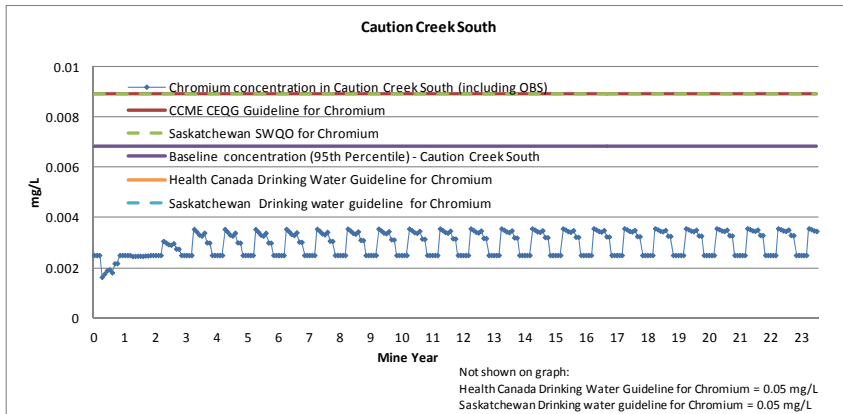 Caution Creek South
0.01
0.008
0.006
0.004
0.002
0
mg/L
Chromium concentration in Caution Creek South (including OBS)
CCME CEQG Guideline for Chromium
Saskatchewan SWQO for Chromium
Baseline concentration (95th Percentile) - Caution Creek South
Health Canada Drinking Water Guideline for Chromium
Saskatchewan Drinking water guideline for Chromium
0 1 2 3 4 5 6 7 8 9 10 11 12 13 14 15 16 17 18 19 20 21 22 23
Mine Year
Not shown on graph:
Health Canada Drinking Water Guideline for Chromium = 0.05 mg/L
Saskatchewan Drinking water guideline for Chromium = 0.05 mg/L